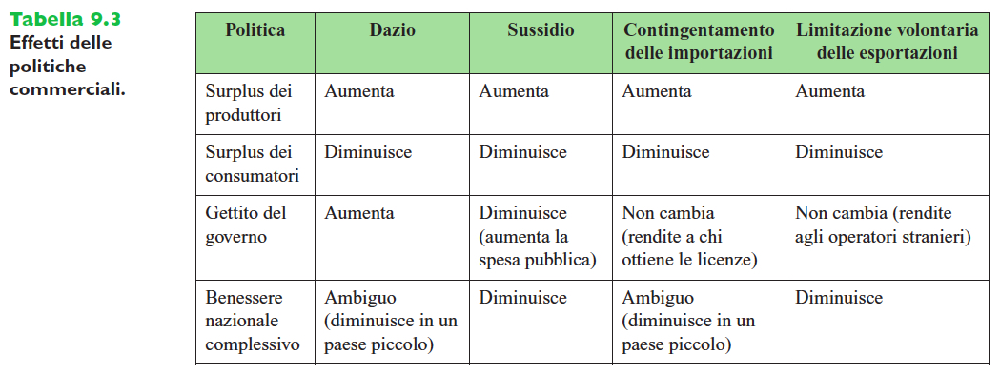 Tabella 9.3
Effetti delle
politiche
commerciali.
Politica
Dazio
Sussidio
Contingentamento
delle importazioni
Limitazione volontaria
delle esportazioni
Surplus dei
produttori
Aumenta
Aumenta
Aumenta
Aumenta
Surplus dei
consumatori
Diminuisce
Diminuisce
Diminuisce
Diminuisce
Gettito del
governo
Aumenta
Diminuisce
(aumenta la
spesa pubblica)
Non cambia
(rendite a chi
ottiene le licenze)
Non cambia (rendite
agli operatori stranieri)
Benessere
nazionale
complessivo
Ambiguo
(diminuisce in un
paese piccolo)
Diminuisce
Ambiguo
(diminuisce in un
paese piccolo)
Diminuisce